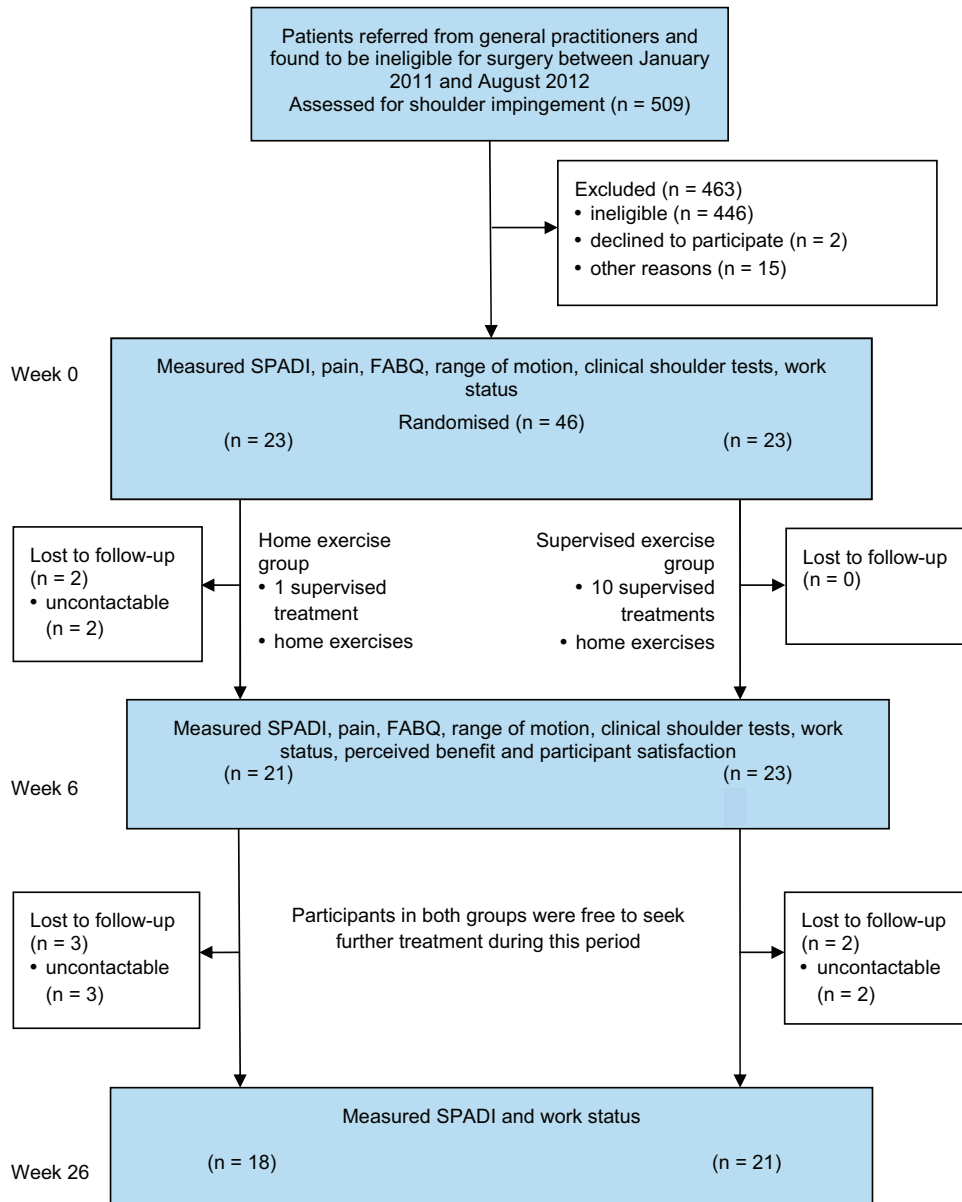 Patients referred from general practitioners and
found to be ineligible for surgery between January
2011 and August 2012
Assessed for shoulder impingement (n = 509)
Excluded (n = 463)
• ineligible (n = 446)
• declined to participate (n = 2)
• other reasons (n = 15)
Week 0
Measured SPADI, pain, FABQ, range of motion, clinical shoulder tests, work
status
Randomised (n = 46)
(n = 23)
(n = 23)
Lost to follow-up
(n = 2)
• uncontactable
(n = 2)
Home exercise
group
• 1 supervised
treatment
• home exercises
Supervised exercise
group
• 10 supervised
treatments
• home exercises
Lost to follow-up
(n = 0)
Week 6
Measured SPADI, pain, FABQ, range of motion, clinical shoulder tests, work
status, perceived benefit and participant satisfaction
(n = 21)
(n = 23)
Lost to follow-up
(n = 3)
• uncontactable
(n = 3)
Participants in both groups were free to seek
further treatment during this period
Lost to follow-up
(n = 2)
• uncontactable
(n = 2)
Week 26
Measured SPADI and work status
(n = 18)
(n = 21)